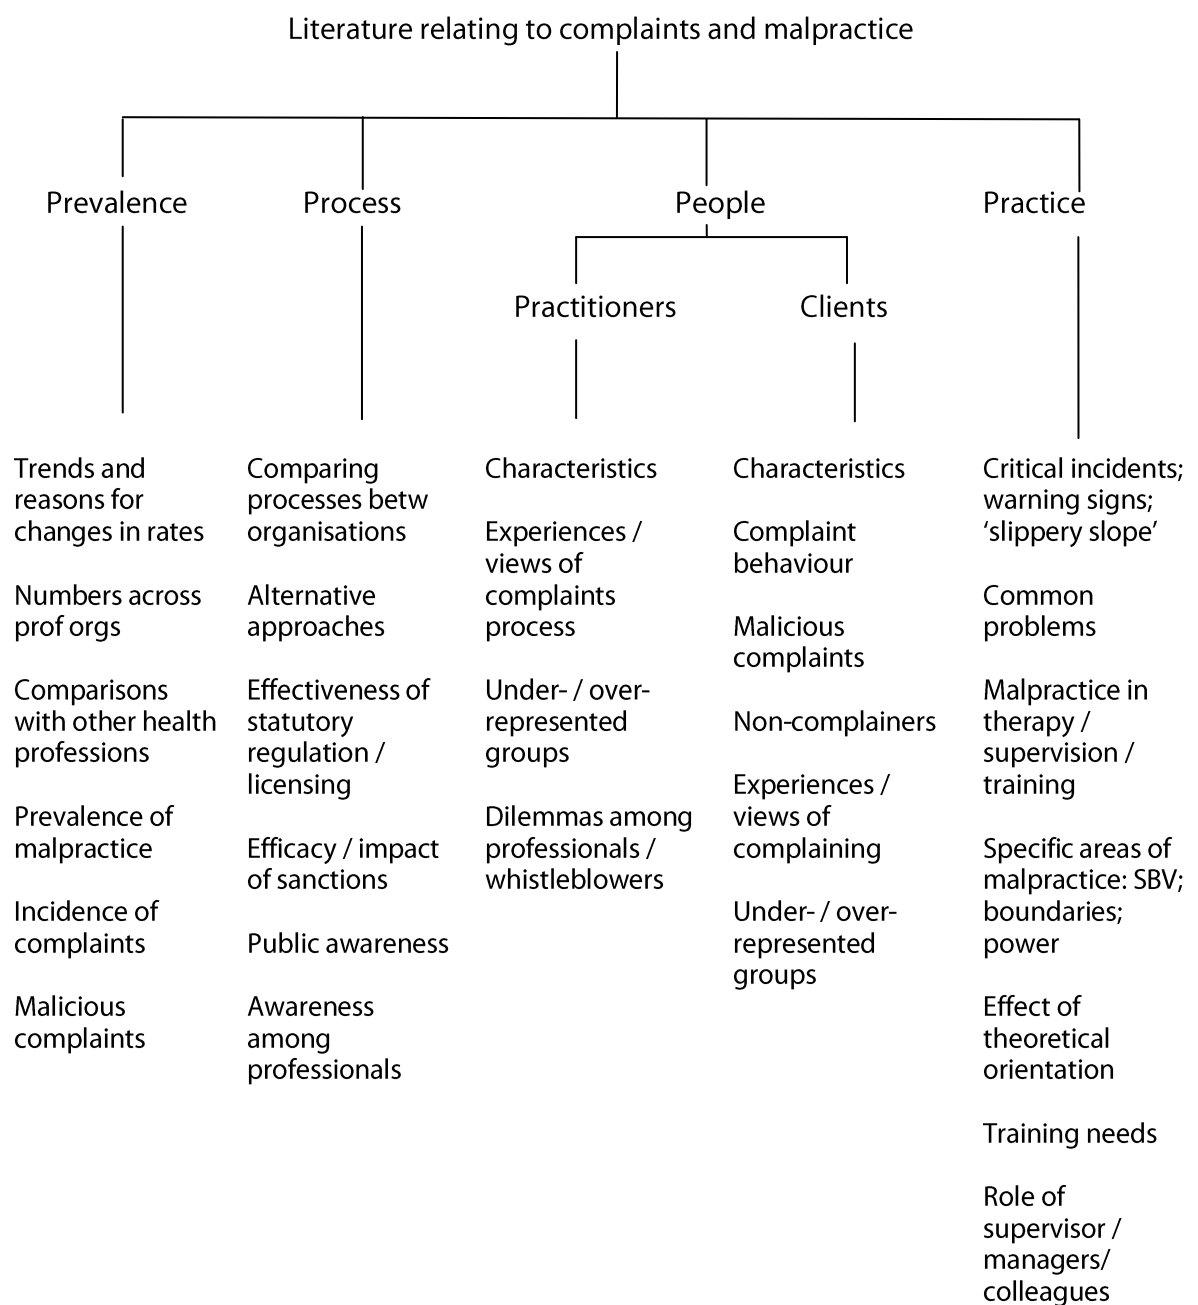 Literature relating to complaints and malpractice
Prevalence
Process
People
Practice
Practitioners
Clients
Trends and
reasons for
changes in rates
Numbers across
prof orgs
Comparisons
with other health
professions
Prevalence of
malpractice
Incidence of
complaints
Malicious
complaints
Comparing
processes betw
organisations
Alternative
approaches
Effectiveness of
statutory
regulation /
licensing
Efficacy / impact
of sanctions
Public awareness
Awareness
among
professionals
Characteristics
Experiences /
views of
complaints
process
Under- / over-
represented
groups
Dilemmas among
professionals /
whistleblowers
Characteristics
Complaint
behaviour
Malicious
complaints
Non-complainers
Experiences /
views of
complaining
Under- / over-
represented
groups
Critical incidents;
warning signs;
‘slippery slope’
Common
problems
Malpractice in
therapy /
supervision /
training
Specific areas of
malpractice: SBV;
boundaries;
power
Effect of
theoretical
orientation
Training needs
Role of
supervisor /
managers/
colleagues